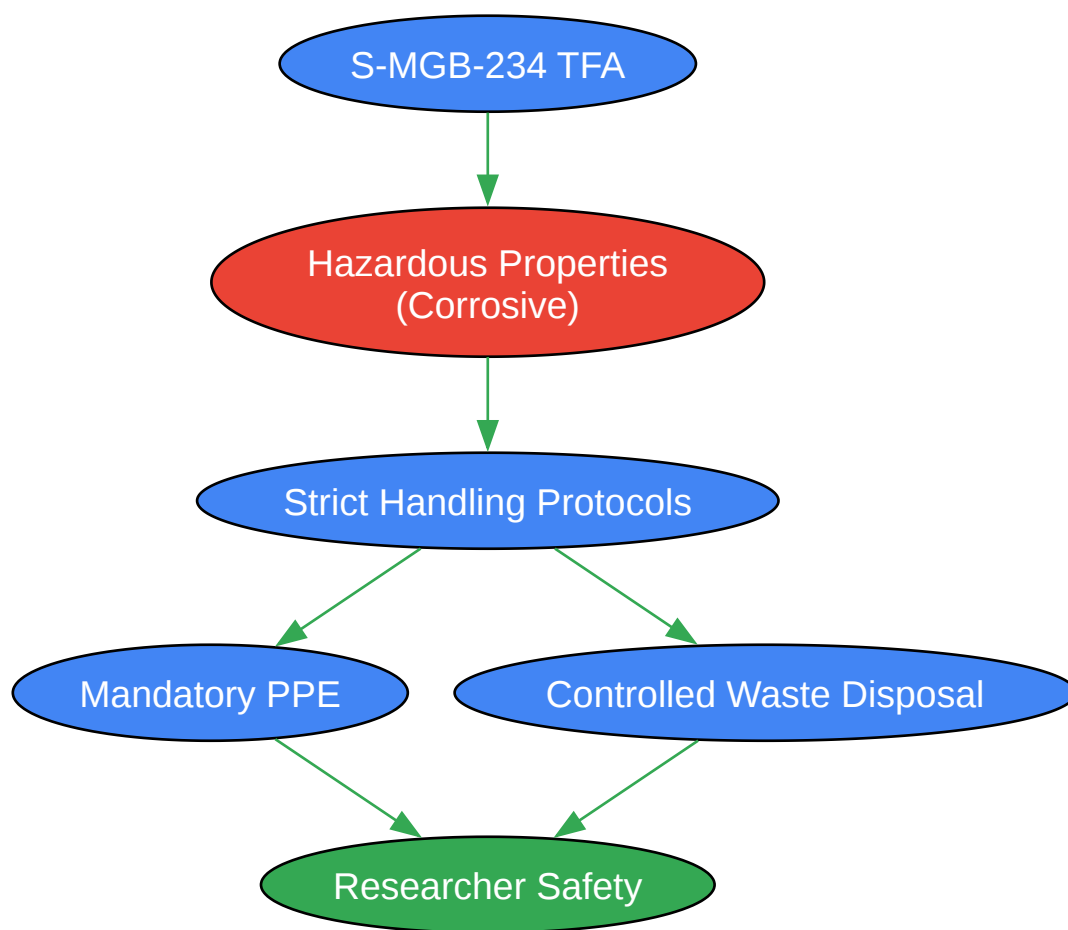 S-MGB-234 TFA
Hazardous Properties
(Corrosive)
Strict Handling Protocols
Mandatory PPE
Controlled Waste Disposal
Researcher Safety